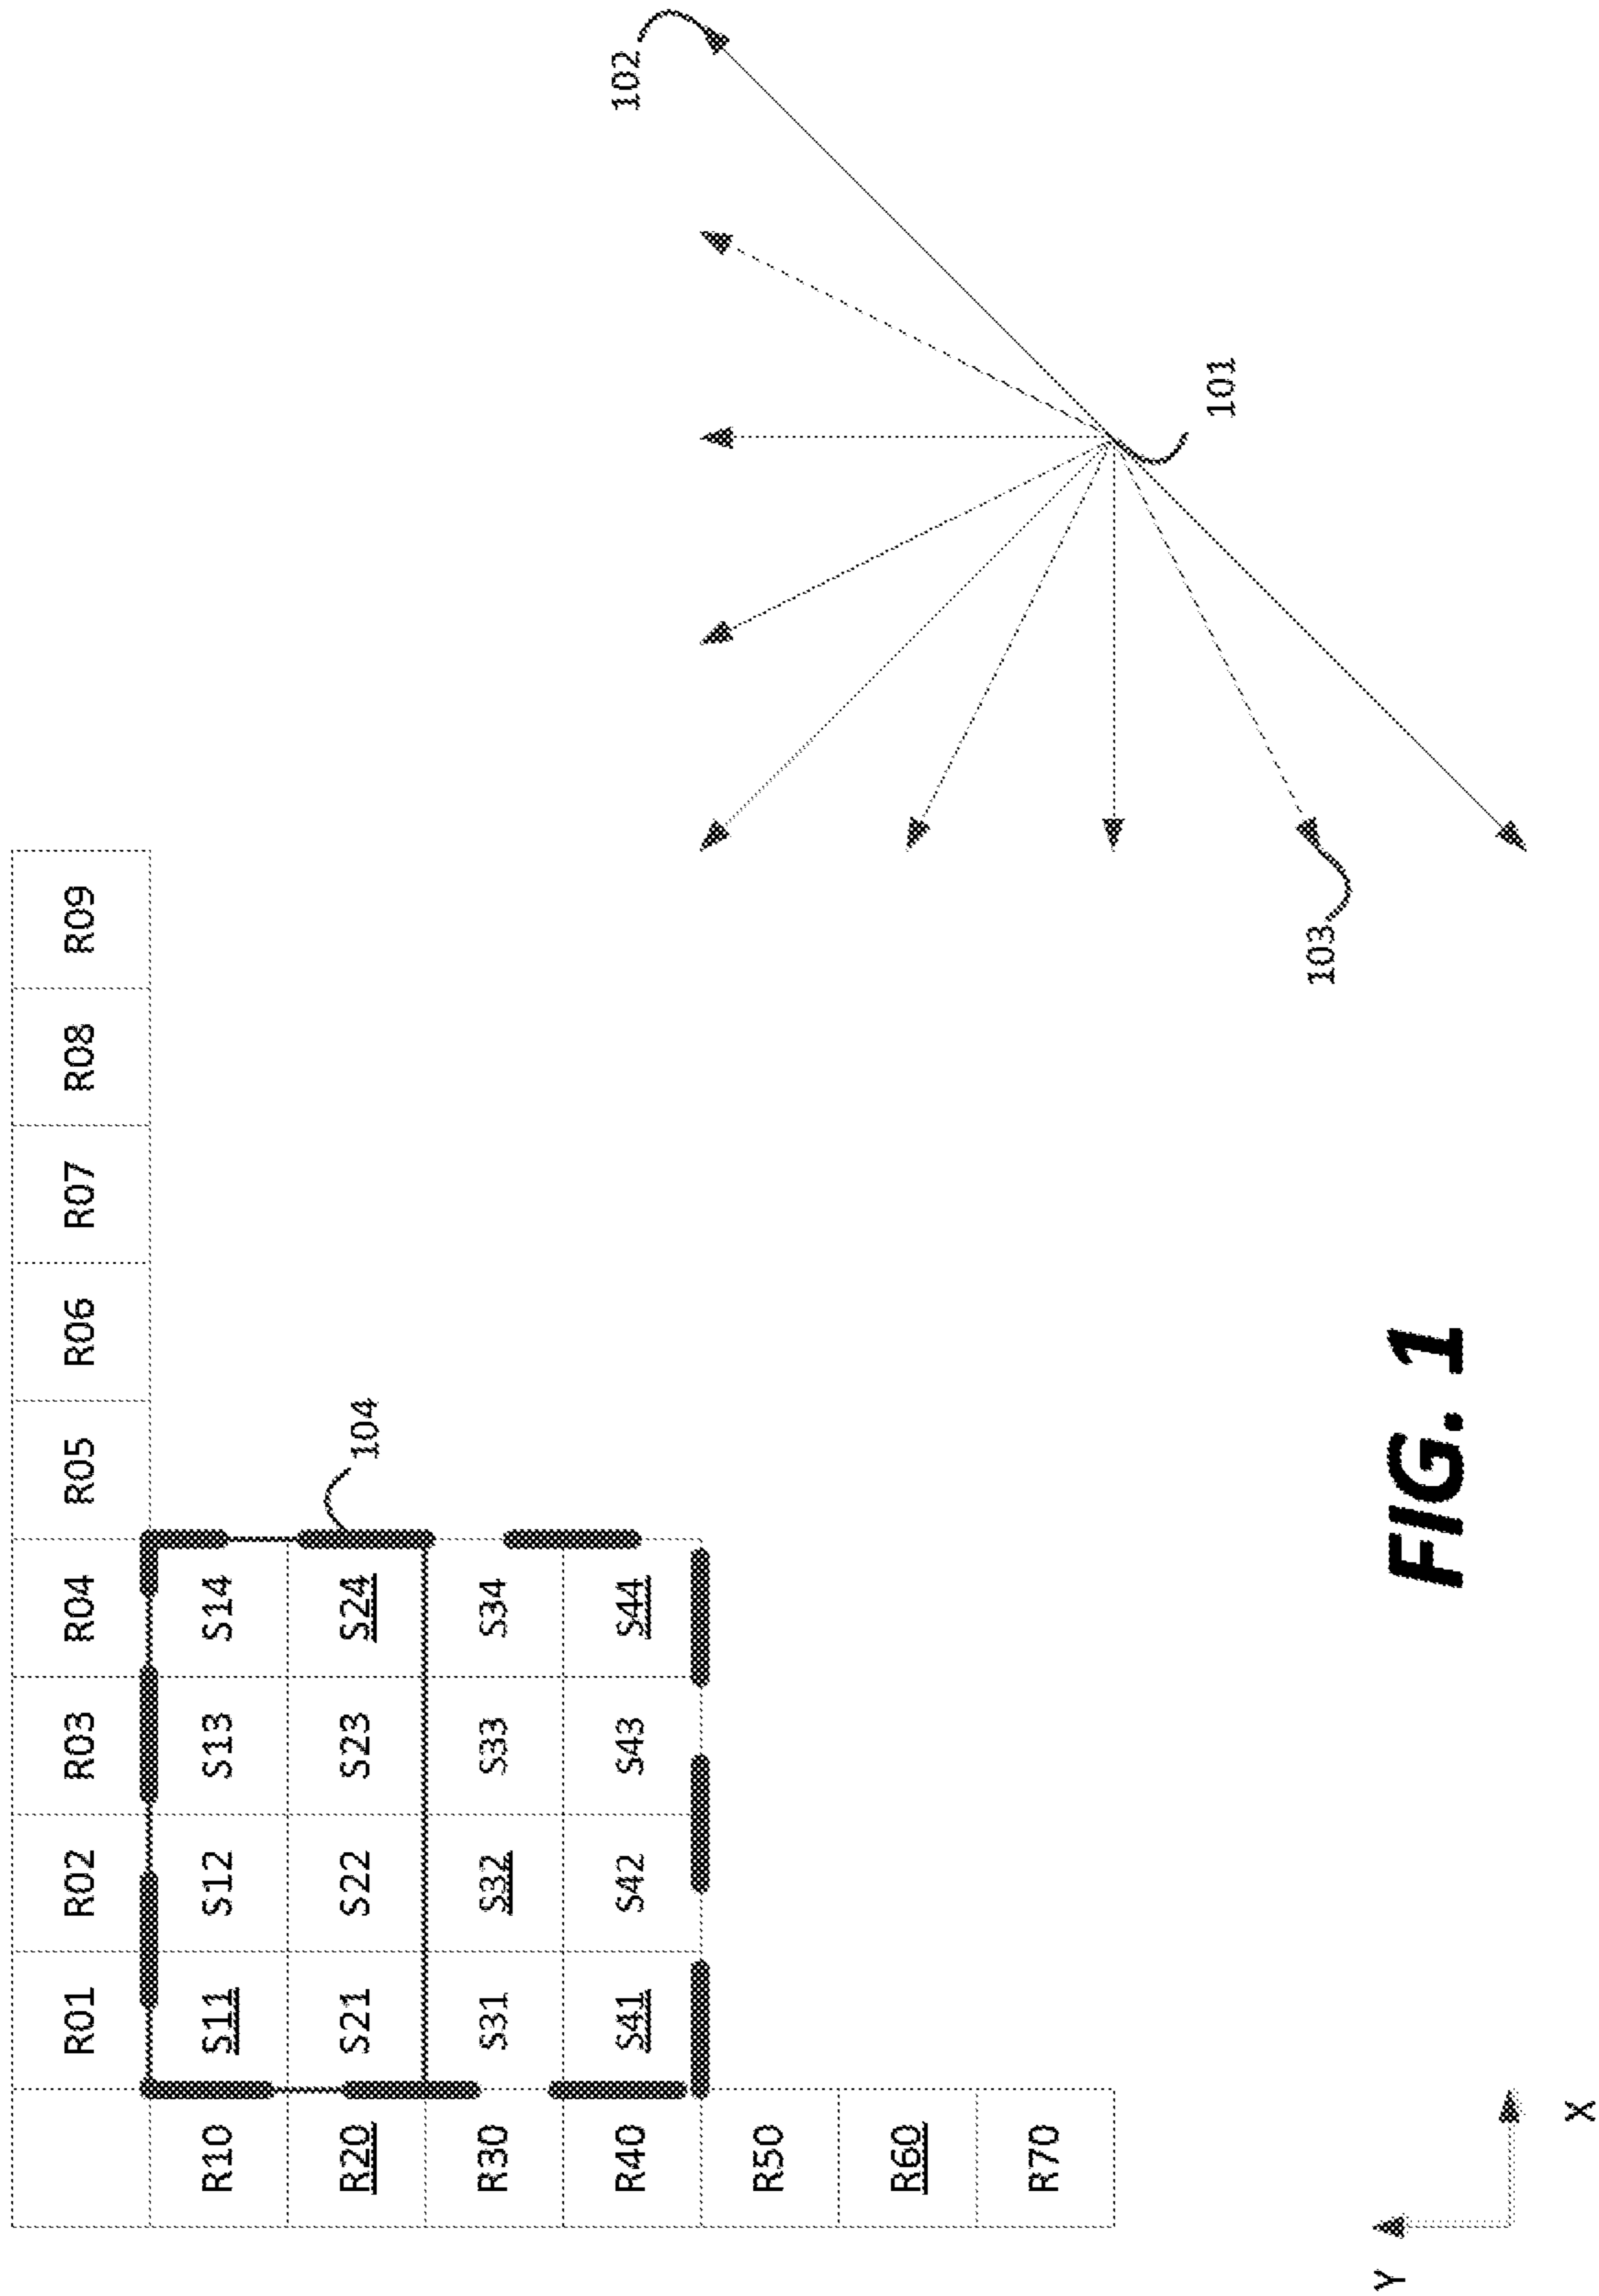 R01 R02 R03 R04 R05 R06 R07 R08 R09
R10 S11 S12 S13 S14
R20 S21 S22 S23 S24 104
R30 S31 S32 S33 S34
R40 S41 S42 S43 S44
102
R50
R60
R70
101
103
Y
X
FIG. 1